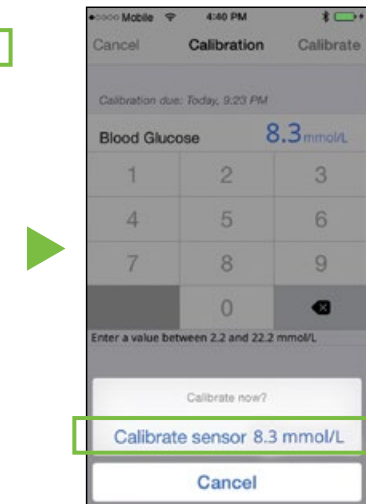 Mobile 4:40 PM
Cancel Calibration Calibrate
Calibration due: Today, 9:23 PM
Blood Glucose 8.3 mmol/L
1 2 3
4 5 6
7 8 9
0
Enter a value between 2.2 and 22.2 mmol/L
Calibrate now?
Calibrate sensor 8.3 mmol/L
Cancel